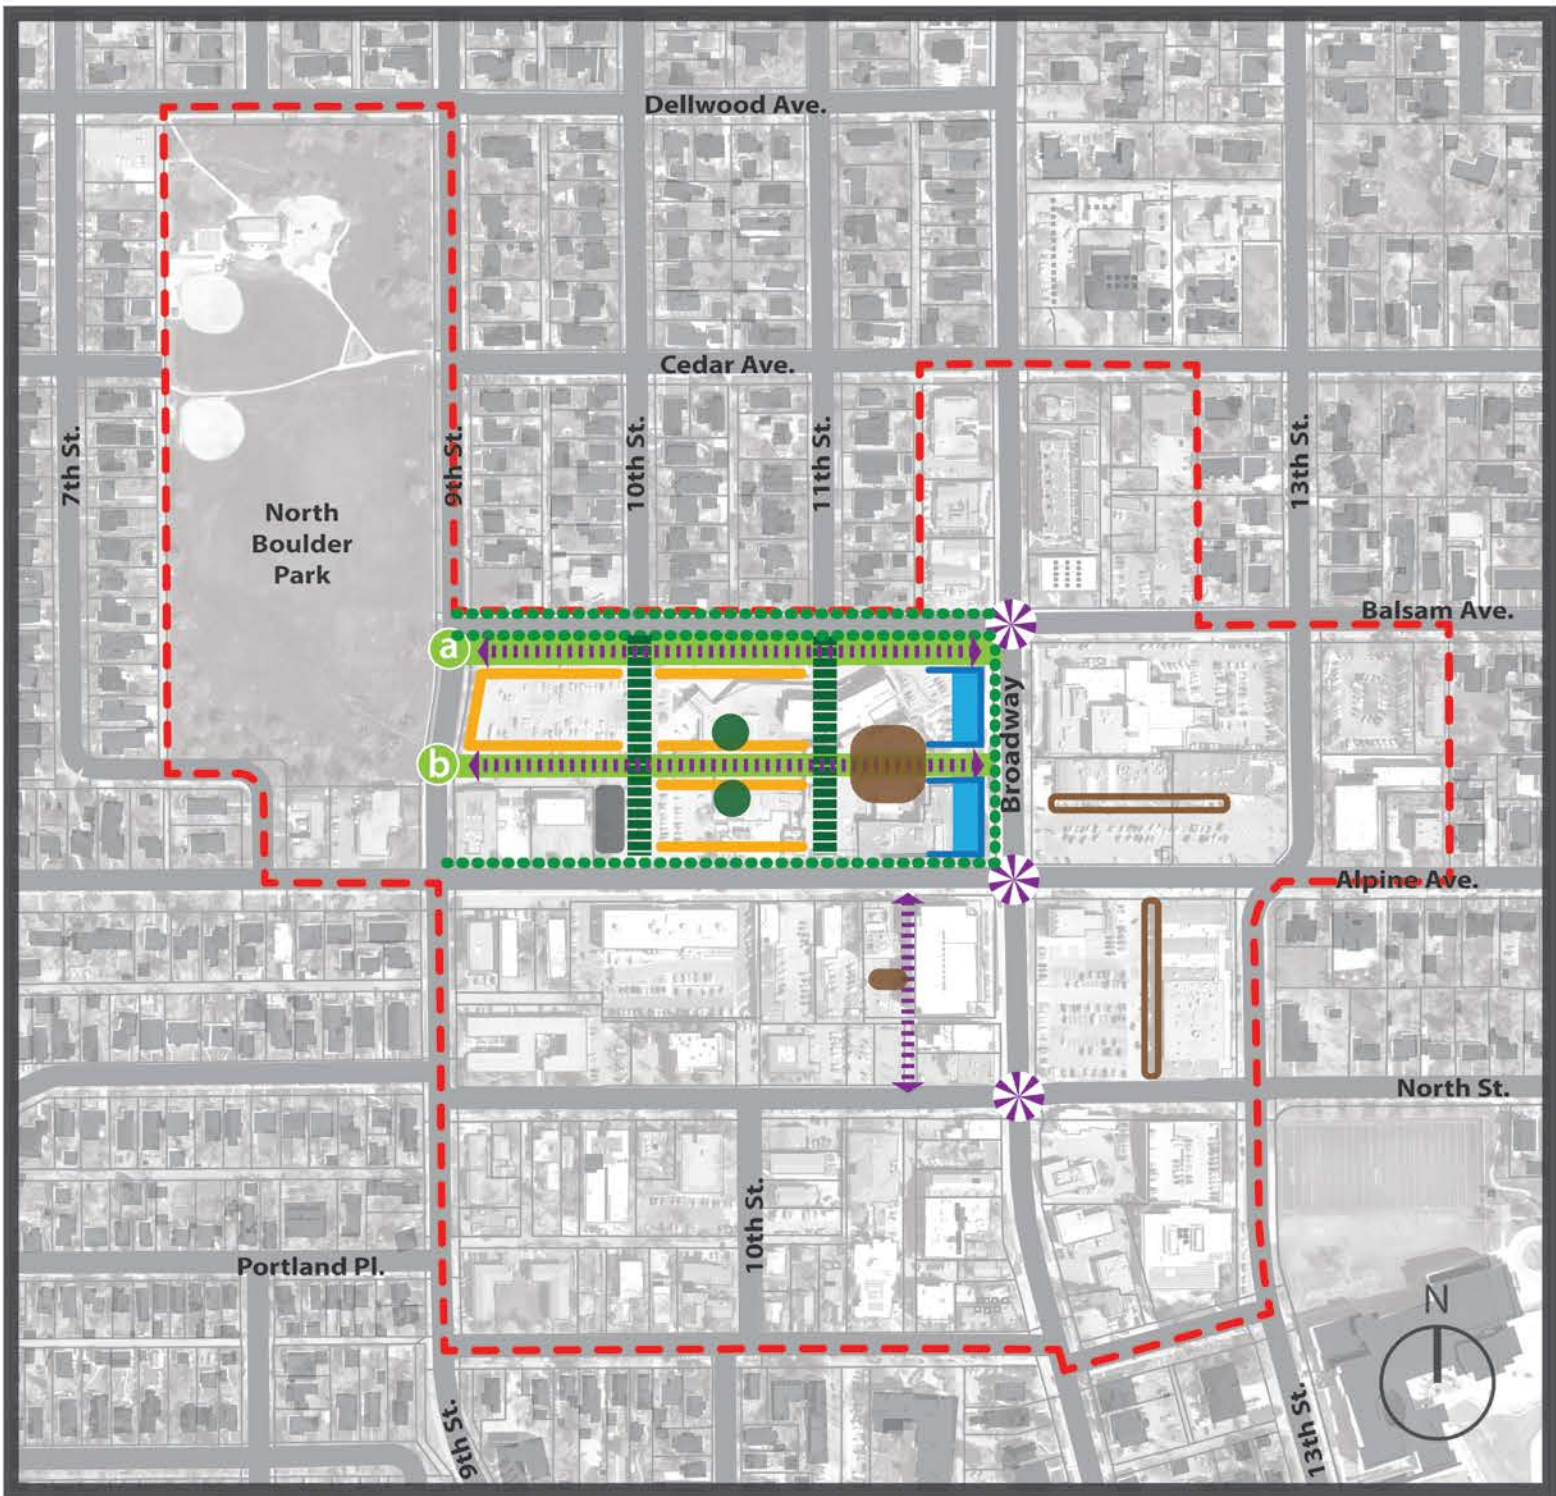 Dellwood Ave.
Cedar Ave.
7th St.
9th St.
10th St.
11th St.
13th St.
North
Boulder
Park
Balsam Ave.
a
b
Broadway
Alpine Ave.
North St.
10th St.
Portland Pl.
N
9th St.
13th St.